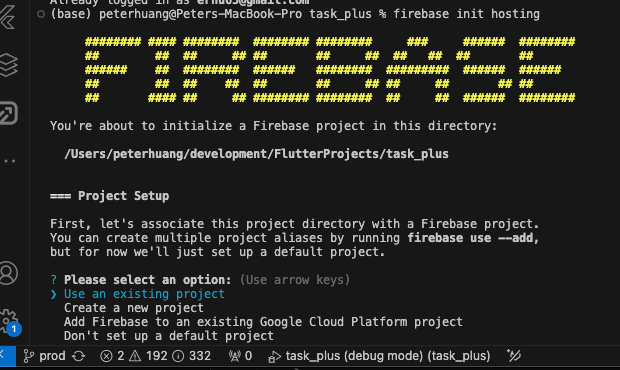 Already logged in as
(base) peterhuang@Peters-MacBook-Pro task_plus % firebase init hosting
FIREBASE
You're about to initialize a Firebase project in this directory:
/Users/peterhuang/development/FlutterProjects/task_plus
=== Project Setup
First, let's associate this project directory with a Firebase project.
You can create multiple project aliases by running firebase use --add,
but for now we'll just set up a default project.
? Please select an option: (Use arrow keys)
❯ Use an existing project
Create a new project
Add Firebase to an existing Google Cloud Platform project
Don't set up a default project
1
prod 2 192 332 0 task_plus (debug mode) (task_plus)